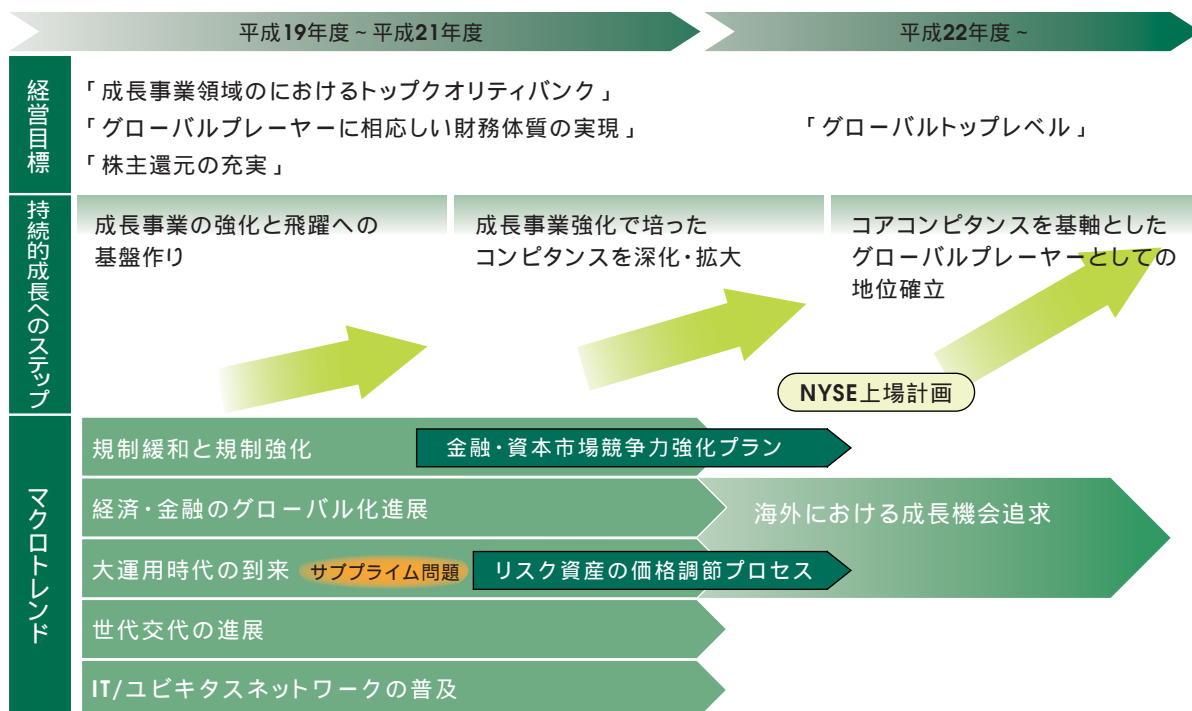 平成19年度~平成21年度
平成22年度~
経営目標
「成長事業領域のにおけるトップクオリティバンク」
「グローバルプレーヤーに相応しい財務体質の実現」
「株主還元の充実」
「グローバルトップレベル」
持続的成長へのステップ
成長事業の強化と飛躍への
基盤作り
成長事業強化で培った
コンピタンスを深化・拡大
コアコンピタンスを基軸とした
グローバルプレーヤーとしての
地位確立
NYSE上場計画
マクロトレンド
規制緩和と規制強化
金融・資本市場競争力強化プラン
経済・金融のグローバル化進展
海外における成長機会追求
大運用時代の到来
サブプライム問題
リスク資産の価格調節プロセス
世代交代の進展
IT/ユビキタスネットワークの普及